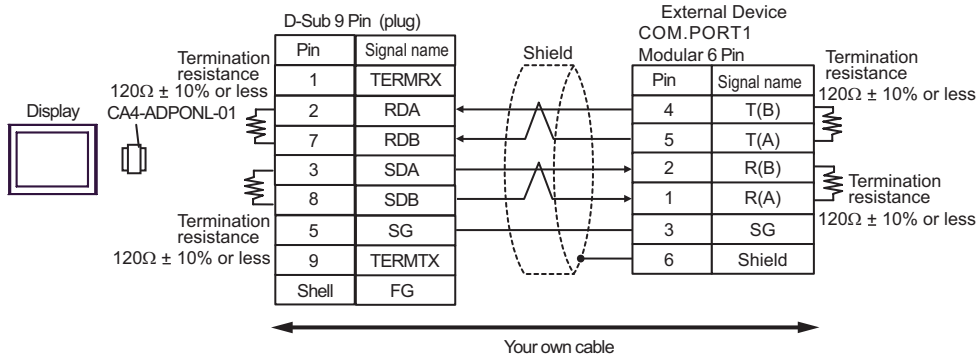 D-Sub 9 Pin (plug)
External Device
COM.PORT1
Modular 6 Pin
Termination
resistance
120Ω ± 10% or less
Display
CA4-ADPONL-01
Pin Signal name
1 TERMRX
2 RDA
7 RDB
3 SDA
8 SDB
5 SG
9 TERMTX
Shell FG
Termination
resistance
120Ω ± 10% or less
Shield
Pin Signal name
4 T(B)
5 T(A)
2 R(B)
1 R(A)
3 SG
6 Shield
Termination
resistance
120Ω ± 10% or less
Termination
resistance
120Ω ± 10% or less
Your own cable